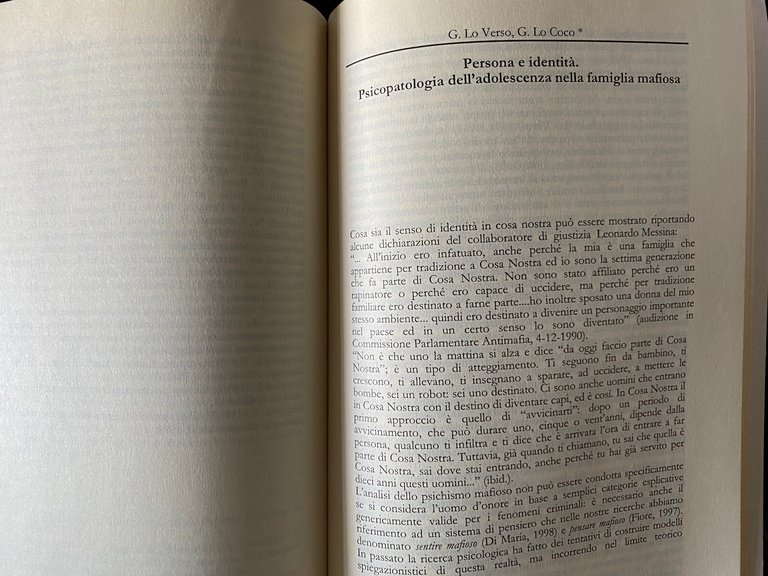 G. Lo Verso, G. Lo Coco *
Persona e identità.
Psicopatologia dell'adolescenza nella famiglia mafiosa
Cosa sia il senso di identità in cosa nostra può essere mostrato riportando
alcune dichiarazioni del collaboratore di giustizia Leonardo Messina:
"... All'inizio ero infatuato, anche perché la mia è una famiglia che
appartiene per tradizione a Cosa Nostra ed io sono la settima generazione
che fa parte di Cosa Nostra. Non sono stato affiliato perché ero un
rapinatore o perché ero capace di uccidere, ma perché per tradizione
familiare ero destinato a farne parte....ho inoltre sposato una donna del mio
stesso ambiente... quindi ero destinato a divenire un personaggio importante
nel paese ed in un certo senso lo sono diventato" (audizione in
Commissione Parlamentare Antimafia, 4-12-1990).
"Non è che uno la mattina si alza e dice "da oggi faccio parte di Cosa
Nostra"; è un tipo di atteggiamento. Ti seguono fin da bambino, ti
crescono, ti allevano, ti insegnano a sparare, ad uccidere, a mettere le
bombe, sei un robot: sei uno destinato. Ci sono anche uomini che entrano
in Cosa Nostra con il destino di diventare capi, ed è così. In Cosa Nostra il
primo approccio è quello di "avvicinarti"; dopo un periodo di
avvicinamento, che può durare uno, cinque o vent'anni, dipende dalla
persona, qualcuno ti infiltra e ti dice che è arrivata l'ora di entrare a far
parte di Cosa Nostra. Tuttavia, già quando ti chiamano, tu sai che quella è
Cosa Nostra, sai dove stai entrando, anche perché tu hai già servito per
dieci anni questi uomini..." (ibid.).
L'analisi dello psichismo mafioso non può essere condotta specificamente
se si considera l'uomo d'onore in base a semplici categorie esplicative
genericamente valide per i fenomeni criminali: è necessario anche il
riferimento ad un sistema di pensiero che nelle nostre ricerche abbiamo
denominato sentire mafioso (Di Maria, 1998) e pensare mafioso (Fiore, 1997).
In passato la ricerca psicologica ha fatto dei tentativi di costruire modelli
spiegazionistici di questa realtà, ma incorrendo nel limite teorico